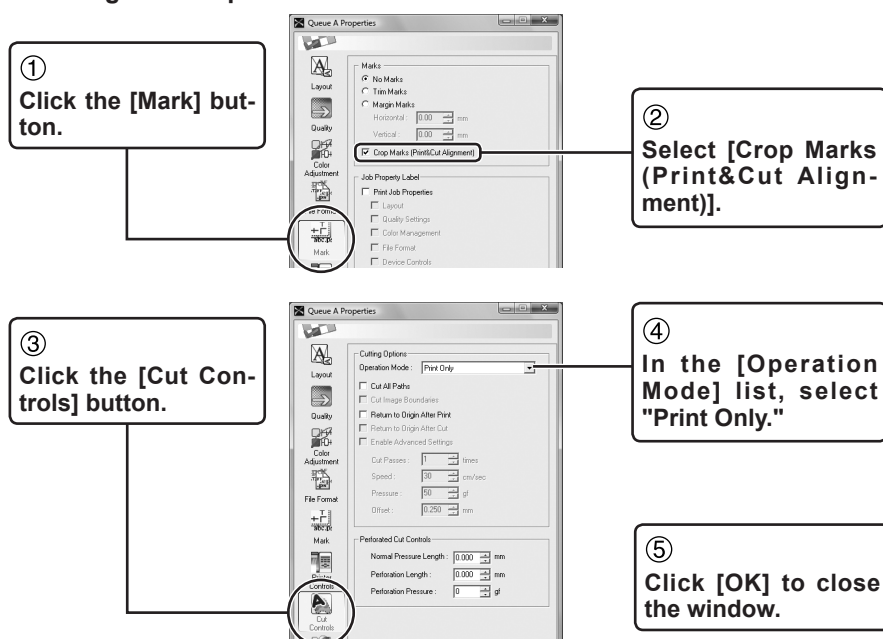 ①
Click the [Mark] but-
ton.
Queue A Properties
Layout
Quality
Color
Adjustment
Mark
Marks
No Marks
Trim Marks
Margin Marks
Horizontal : 0.00 mm
Vertical : 0.00 mm
Crop Marks (Print&Cut Alignment)
Job Property Label
Print Job Properties
Layout
Quality Settings
Color Management
File Format
Device Controls
②
Select [Crop Marks
(Print&Cut Align-
ment)].
③
Click the [Cut Con-
trols] button.
Queue A Properties
Layout
Quality
Color
Adjustment
File Format
Mark
Controls
Cut
Controls
Cutting Options
Operation Mode : Print Only
Cut All Paths
Cut Image Boundaries
Return to Origin After Print
Return to Origin After Cut
Enable Advanced Settings
Cut Passes : 1 times
Speed : 30 cm/sec
Pressure : 50 gf
Offset : 0.250 mm
Perforated Cut Controls
Normal Pressure Length : 0.000 mm
Perforation Length : 0.000 mm
Perforation Pressure : 0 gf
④
In the [Operation
Mode] list, select
"Print Only."
⑤
Click [OK] to close
the window.